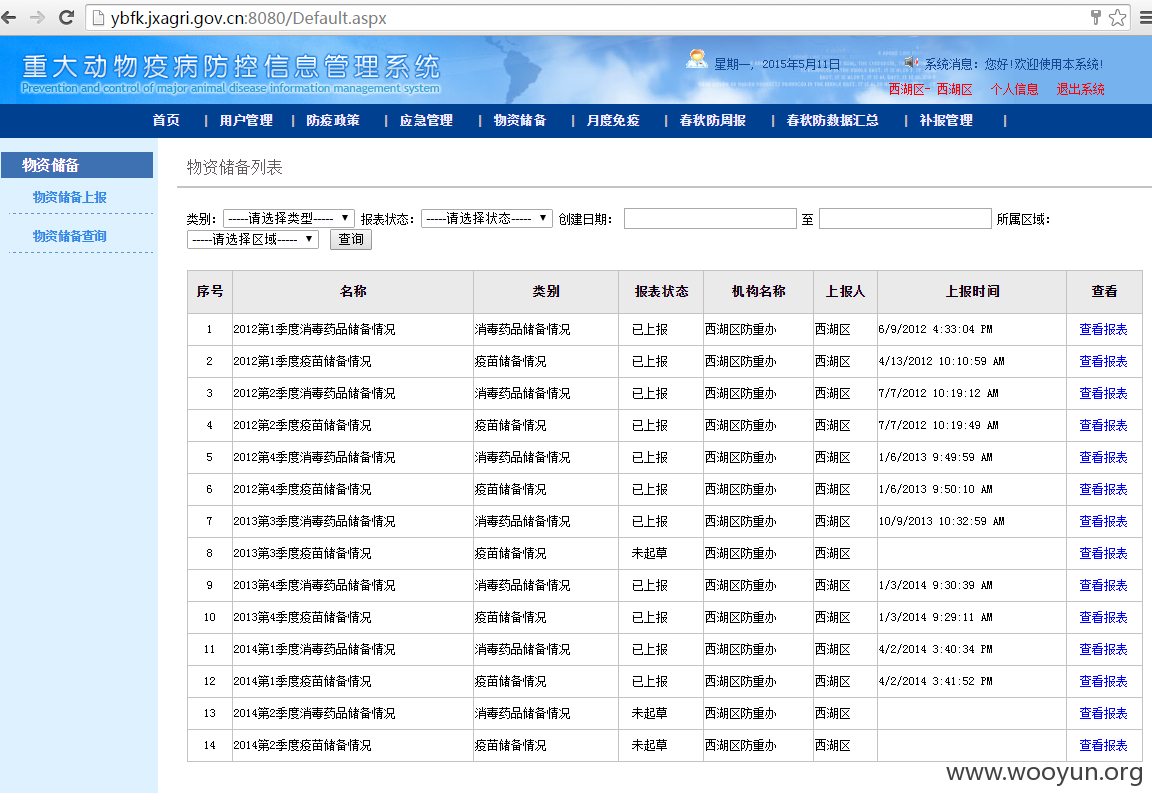 ybfk.jxagri.gov.cn:8080/Default.aspx
重大动物疫病防控信息管理系统
Prevention and control of major animal disease information management system
星期一, 2015年5月11日 系统消息: 您好!欢迎使用本系统!
西湖区- 西湖区 个人信息 退出系统
首页 | 用户管理 | 防疫政策 | 应急管理 | 物资储备 | 月度免疫 | 春秋防周报 | 春秋防数据汇总 | 补报管理 |
物资储备
物资储备上报
物资储备查询
物资储备列表
类别: -----请选择类型----- 报表状态: -----请选择状态----- 创建日期: 至 所属区域:
-----请选择区域----- 查询
序号 名称 类别 报表状态 机构名称 上报人 上报时间 查看
1 2012第1季度消毒药品储备情况 消毒药品储备情况 已上报 西湖区防重办 西湖区 6/9/2012 4:33:04 PM 查看报表
2 2012第1季度疫苗储备情况 疫苗储备情况 已上报 西湖区防重办 西湖区 4/13/2012 10:10:59 AM 查看报表
3 2012第2季度消毒药品储备情况 消毒药品储备情况 已上报 西湖区防重办 西湖区 7/7/2012 10:19:12 AM 查看报表
4 2012第2季度疫苗储备情况 疫苗储备情况 已上报 西湖区防重办 西湖区 7/7/2012 10:19:49 AM 查看报表
5 2012第4季度消毒药品储备情况 消毒药品储备情况 已上报 西湖区防重办 西湖区 1/6/2013 9:49:59 AM 查看报表
6 2012第4季度疫苗储备情况 疫苗储备情况 已上报 西湖区防重办 西湖区 1/6/2013 9:50:10 AM 查看报表
7 2013第3季度消毒药品储备情况 消毒药品储备情况 已上报 西湖区防重办 西湖区 10/9/2013 10:32:59 AM 查看报表
8 2013第3季度疫苗储备情况 疫苗储备情况 未起草 西湖区防重办 西湖区 查看报表
9 2013第4季度消毒药品储备情况 消毒药品储备情况 已上报 西湖区防重办 西湖区 1/3/2014 9:30:39 AM 查看报表
10 2013第4季度疫苗储备情况 疫苗储备情况 已上报 西湖区防重办 西湖区 1/3/2014 9:29:11 AM 查看报表
11 2014第1季度消毒药品储备情况 消毒药品储备情况 已上报 西湖区防重办 西湖区 4/2/2014 3:40:34 PM 查看报表
12 2014第1季度疫苗储备情况 疫苗储备情况 已上报 西湖区防重办 西湖区 4/2/2014 3:41:52 PM 查看报表
13 2014第2季度消毒药品储备情况 消毒药品储备情况 未起草 西湖区防重办 西湖区 查看报表
14 2014第2季度疫苗储备情况 疫苗储备情况 未起草 西湖区防重办 西湖区 查看报表
www.wooyun.org